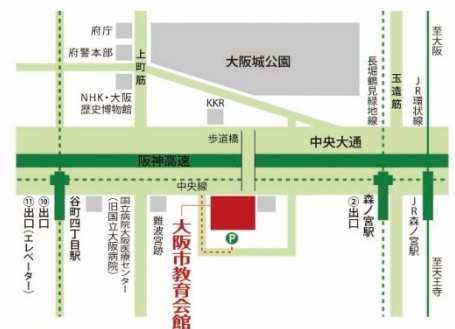 府庁
府警本部
NHK・大阪
歴史博物館
上町筋
大阪城公園
KKR
長堀鶴見緑地線
玉造筋
JR環状線
至大阪
歩道橋
中央大通
阪神高速
中央線
⑪出口(エレベーター)
⑩出口
谷町四丁目駅
国立病院大阪医療センター
(旧国立大阪病院)
難波宮跡
大阪市教育会館
P
②出口
森ノ宮駅
JR森ノ宮駅
至天王寺